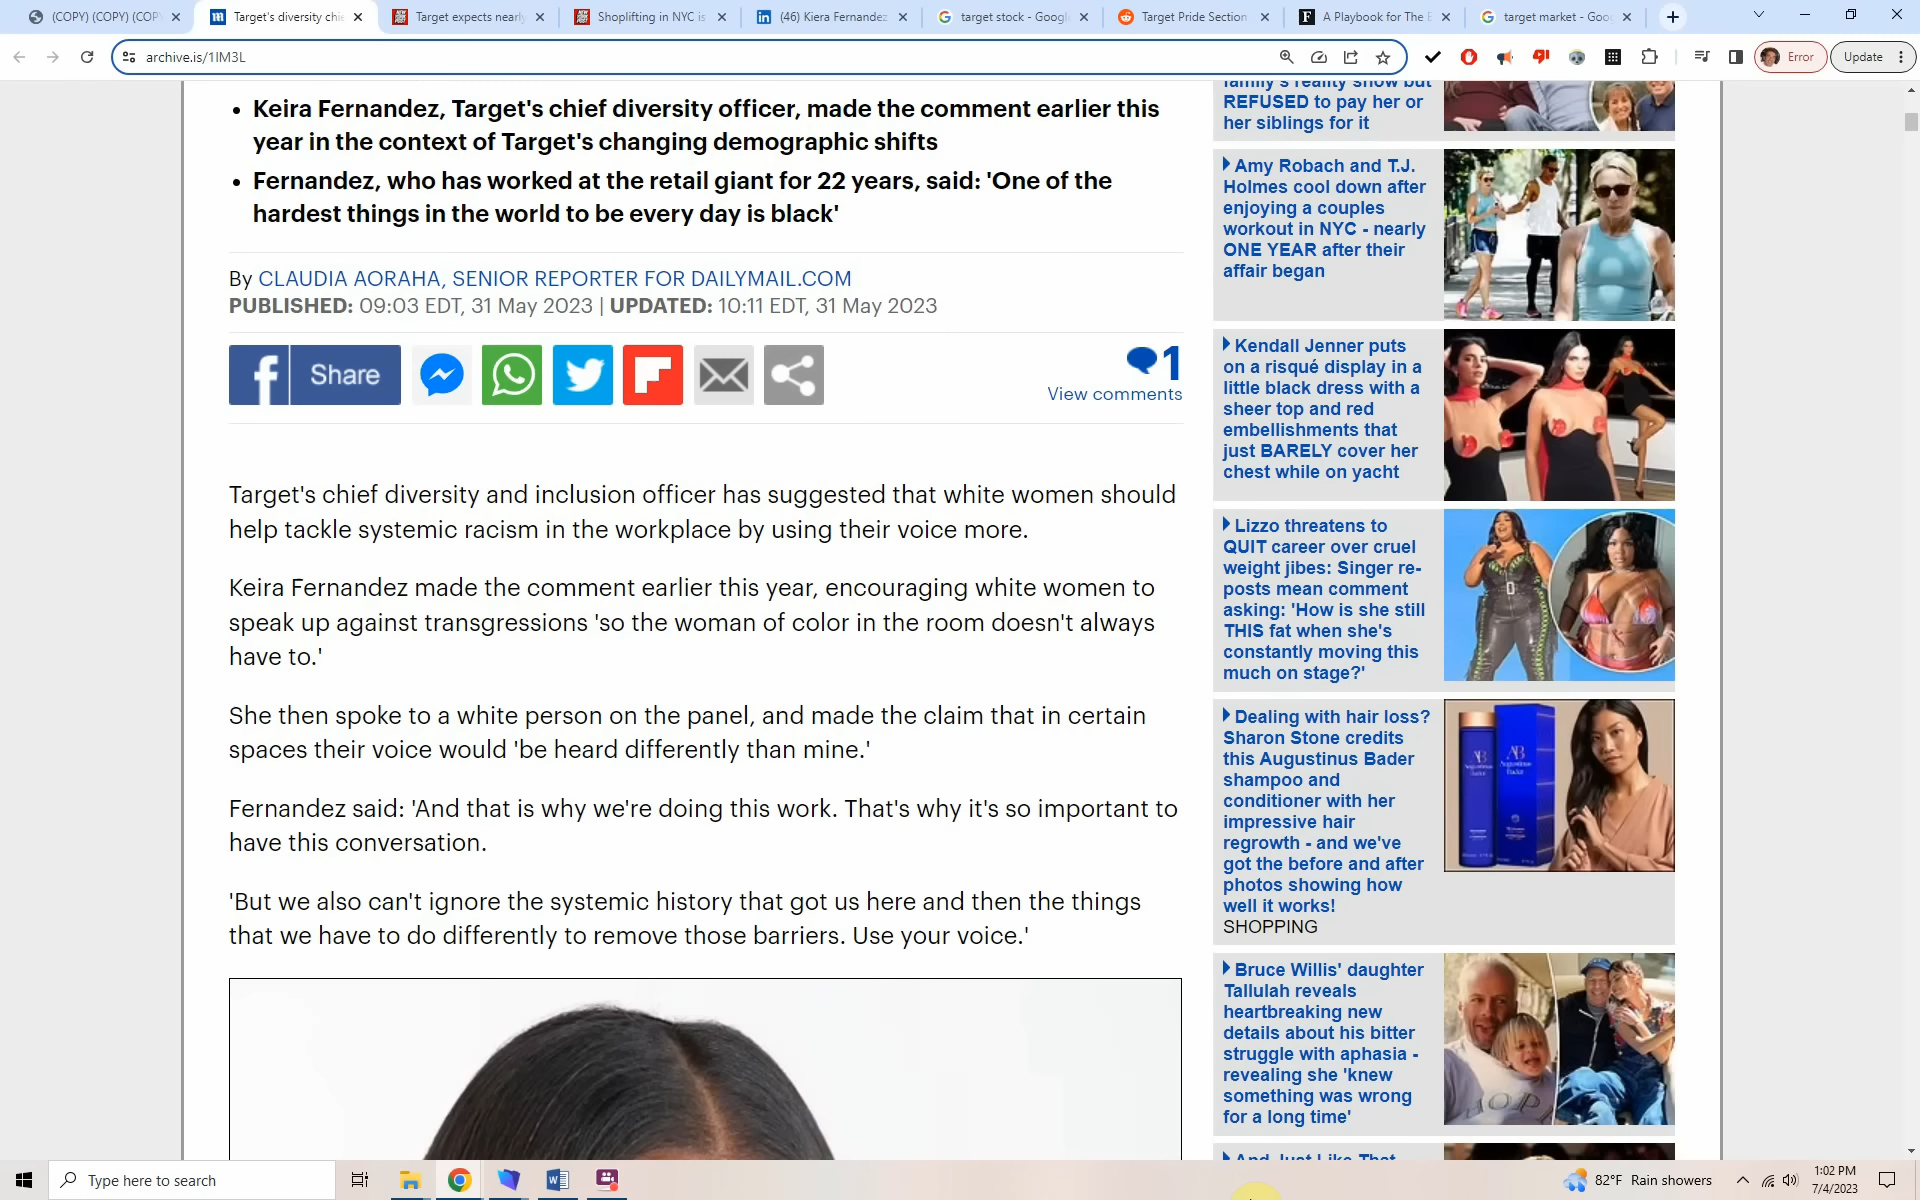 (COPY) (COPY) (COP
Target's diversity chi
Target expects nearly
Shoplifting in NYC is
(46) Kiera Fernandez
target stock - Googl
Target Pride Section
A Playbook for The E
target market - Goo
archive.is/1IM3L
Error
Update
• Keira Fernandez, Target's chief diversity officer, made the comment earlier this
year in the context of Target's changing demographic shifts
• Fernandez, who has worked at the retail giant for 22 years, said: 'One of the
hardest things in the world to be every day is black'
By CLAUDIA AORAHA, SENIOR REPORTER FOR DAILYMAIL.COM
PUBLISHED: 09:03 EDT, 31 May 2023 | UPDATED: 10:11 EDT, 31 May 2023
Share
1
View comments
Target's chief diversity and inclusion officer has suggested that white women should
help tackle systemic racism in the workplace by using their voice more.
Keira Fernandez made the comment earlier this year, encouraging white women to
speak up against transgressions 'so the woman of color in the room doesn't always
have to.'
She then spoke to a white person on the panel, and made the claim that in certain
spaces their voice would 'be heard differently than mine.'
Fernandez said: 'And that is why we're doing this work. That's why it's so important to
have this conversation.
'But we also can't ignore the systemic history that got us here and then the things
that we have to do differently to remove those barriers. Use your voice.'
family's reality show but
REFUSED to pay her or
her siblings for it
Amy Robach and T.J.
Holmes cool down after
enjoying a couples
workout in NYC - nearly
ONE YEAR after their
affair began
Kendall Jenner puts
on a risqué display in a
little black dress with a
sheer top and red
embellishments that
just BARELY cover her
chest while on yacht
Lizzo threatens to
QUIT career over cruel
weight jibes: Singer re-
posts mean comment
asking: 'How is she still
THIS fat when she's
constantly moving this
much on stage?'
Dealing with hair loss?
Sharon Stone credits
this Augustinus Bader
shampoo and
conditioner with her
impressive hair
regrowth - and we've
got the before and after
photos showing how
well it works!
SHOPPING
Bruce Willis' daughter
Tallulah reveals
heartbreaking new
details about his bitter
struggle with aphasia -
revealing she 'knew
something was wrong
for a long time'
And Just Like That
Type here to search
82°F Rain showers
1:02 PM
7/4/2023